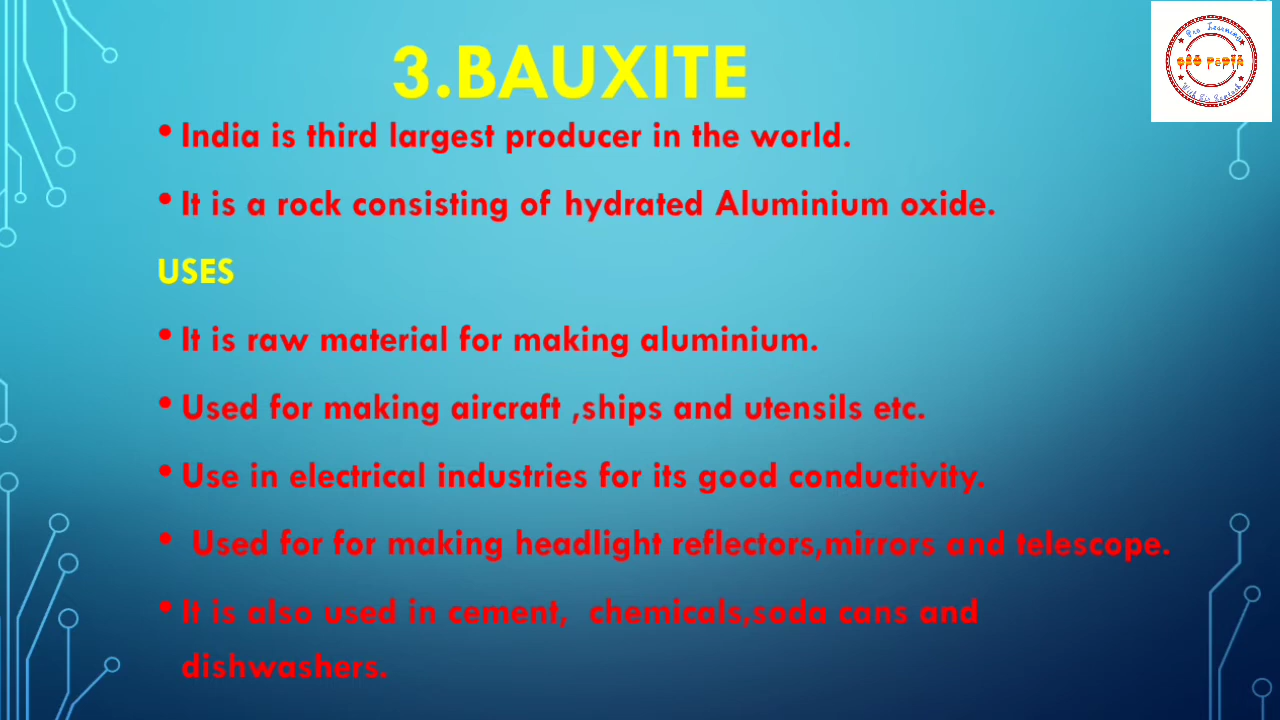 3.BAUXITE
• India is third largest producer in the world.
• It is a rock consisting of hydrated Aluminium oxide.
USES
• It is raw material for making aluminium.
• Used for making aircraft ,ships and utensils etc.
• Use in electrical industries for its good conductivity.
• Used for for making headlight reflectors,mirrors and telescope.
• It is also used in cement, chemicals,soda cans and
dishwashers.
Pro Learning